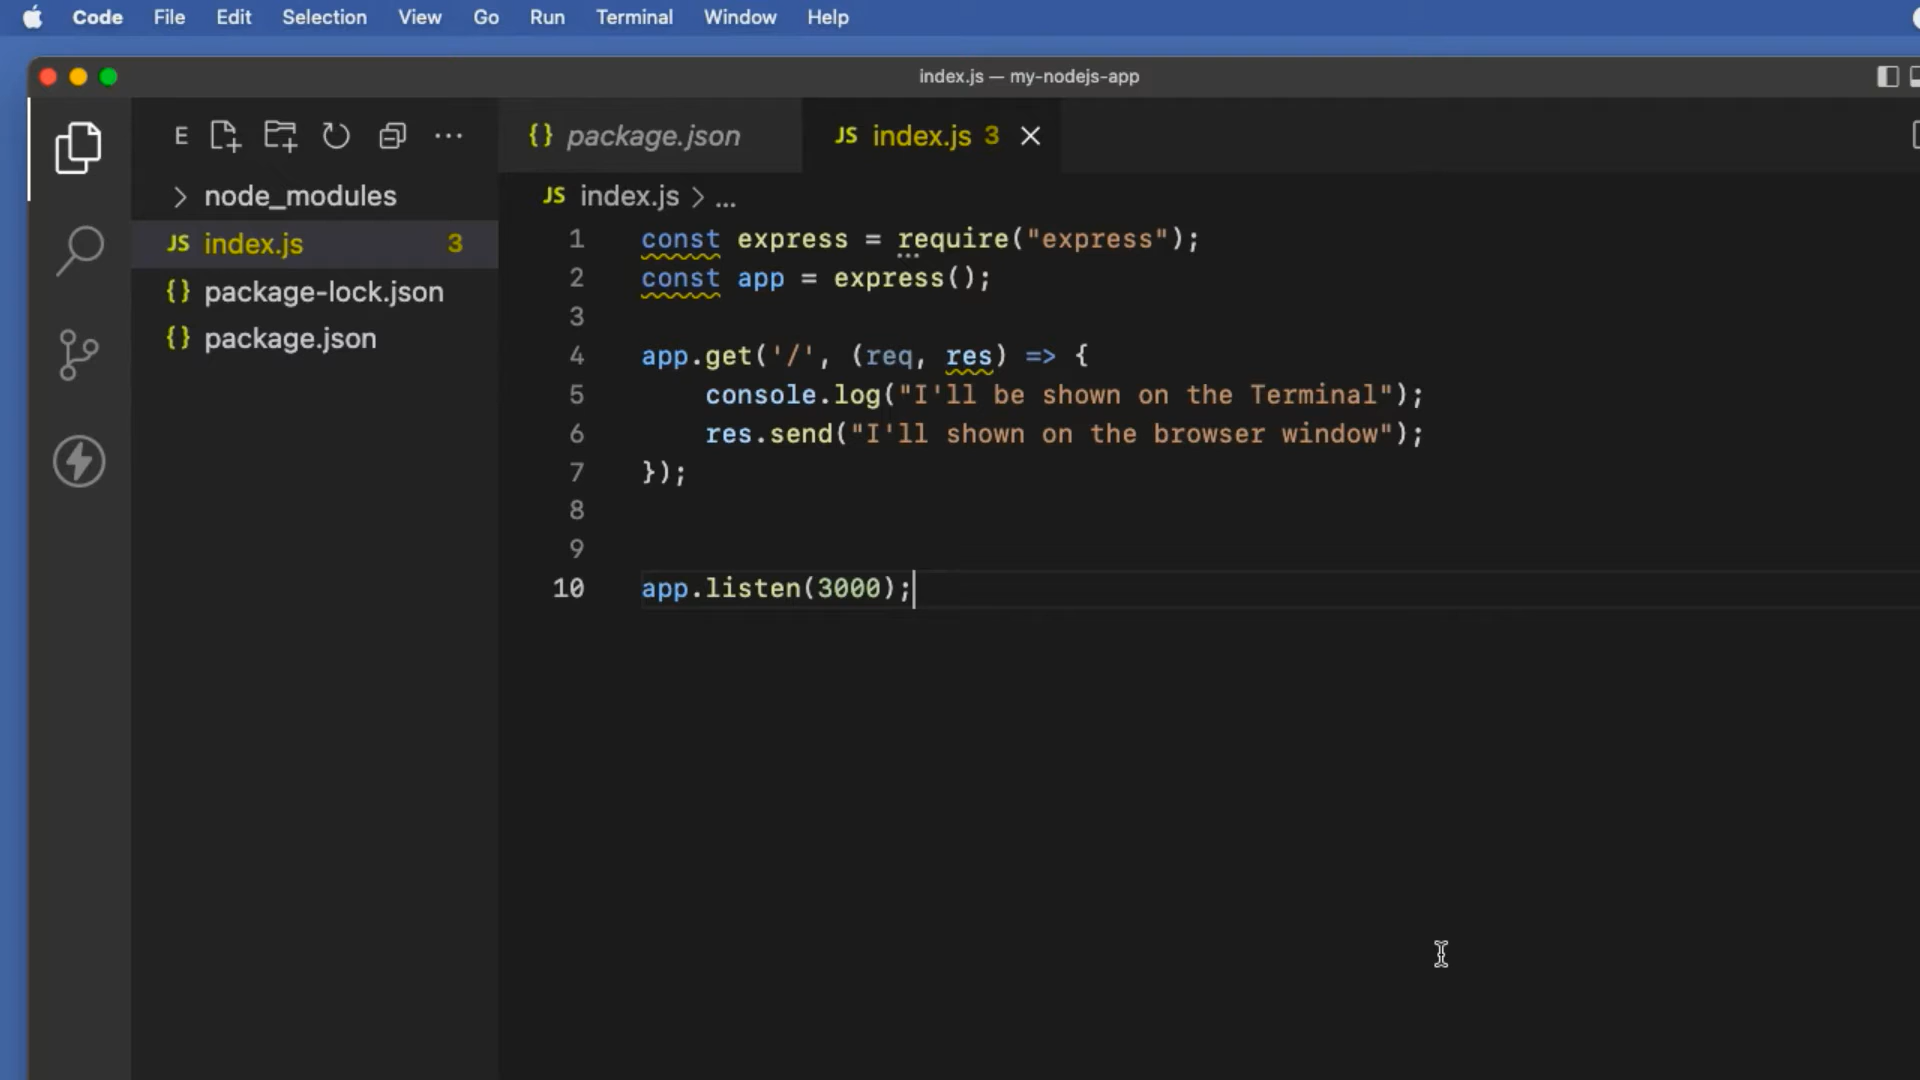 Code File Edit Selection View Go Run Terminal Window Help
index.js — my-nodejs-app
E
node_modules
JS index.js 3
{} package-lock.json
{} package.json
{} package.json
JS index.js 3
JS index.js > ...
1 const express = require("express");
2 const app = express();
3
4 app.get('/', (req, res) => {
5 console.log("I'll be shown on the Terminal");
6 res.send("I'll shown on the browser window");
7 });
8
9
10 app.listen(3000);